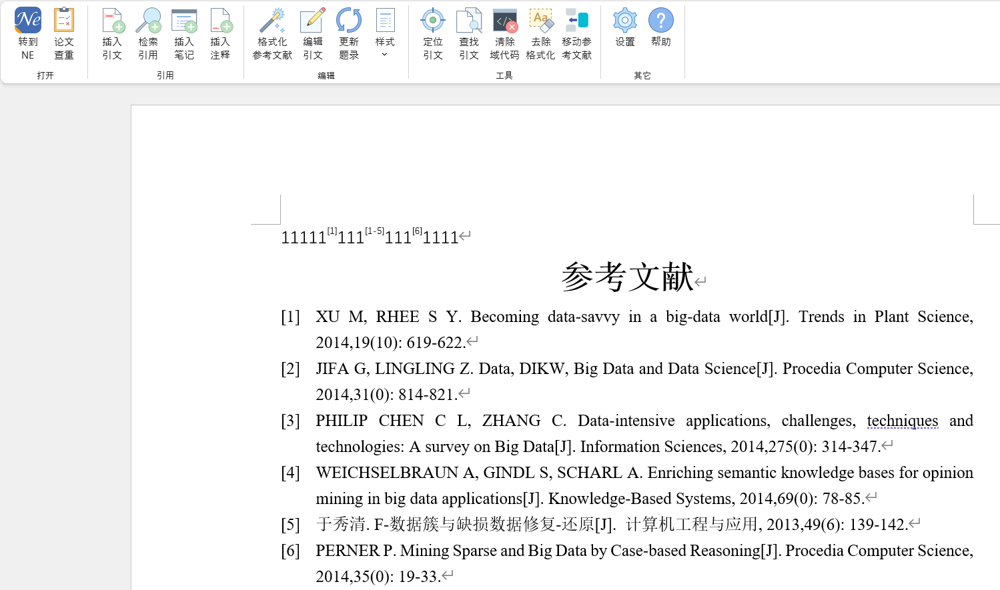 Ne
转到 论文 插入 检索 插入 插入 格式化 编辑 更新 样式 定位 查找 清除 去除 移动参 设置 帮助
NE 查重 引文 引用 笔记 注释 参考文献 引文 题录 引文 引文 域代码 格式化 考文献
打开 引用 编辑 工具 其它
11111[1]111[1-5]111[6]1111↵
参考文献↵
[1] XU M, RHEE S Y. Becoming data-savvy in a big-data world[J]. Trends in Plant Science,
2014,19(10): 619-622.↵
[2] JIFA G, LINGLING Z. Data, DIKW, Big Data and Data Science[J]. Procedia Computer Science,
2014,31(0): 814-821.↵
[3] PHILIP CHEN C L, ZHANG C. Data-intensive applications, challenges, techniques and
technologies: A survey on Big Data[J]. Information Sciences, 2014,275(0): 314-347.↵
[4] WEICHSELBRAUN A, GINDL S, SCHARL A. Enriching semantic knowledge bases for opinion
mining in big data applications[J]. Knowledge-Based Systems, 2014,69(0): 78-85.↵
[5] 于秀清. F-数据簇与缺损数据修复-还原[J]. 计算机工程与应用, 2013,49(6): 139-142.↵
[6] PERNER P. Mining Sparse and Big Data by Case-based Reasoning[J]. Procedia Computer Science,
2014,35(0): 19-33.↵